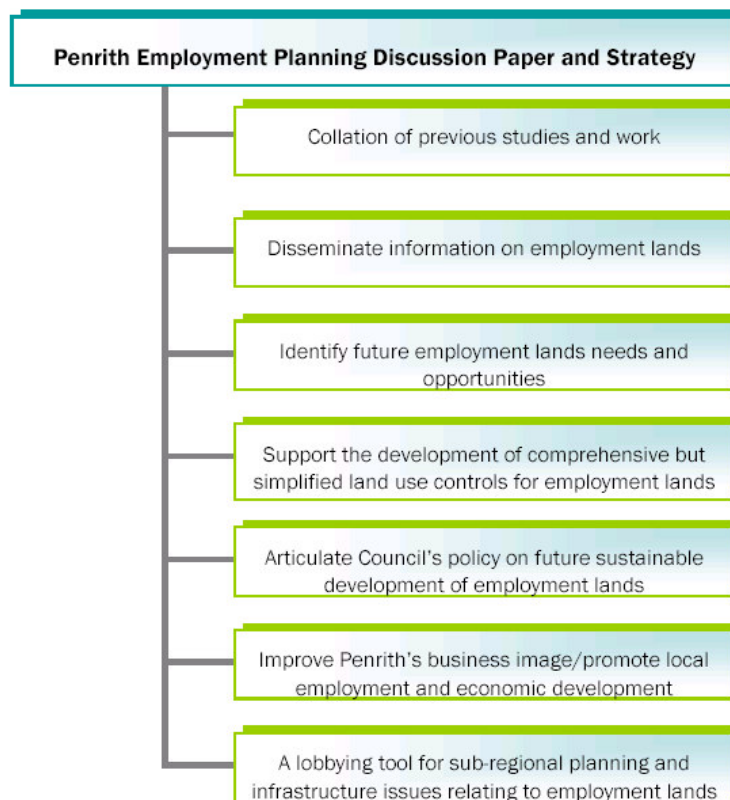 Penrith Employment Planning Discussion Paper and Strategy
Collation of previous studies and work
Disseminate information on employment lands
Identify future employment lands needs and
opportunities
Support the development of comprehensive but
simplified land use controls for employment lands
Articulate Council's policy on future sustainable
development of employment lands
Improve Penrith's business image/promote local
employment and economic development
A lobbying tool for sub-regional planning and
infrastructure issues relating to employment lands